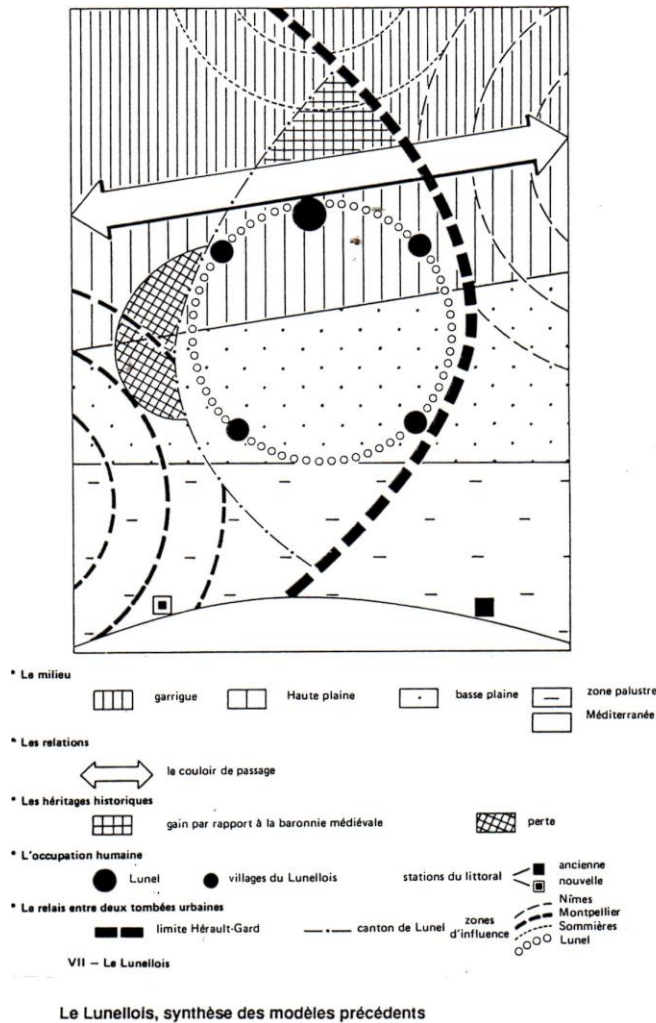 * Le milieu
garrigue
Haute plaine
basse plaine
zone palustre
Méditerranée
* Les relations
le couloir de passage
* Les héritages historiques
gain par rapport à la baronnie médiévale
perte
* L'occupation humaine
Lunel
villages du Lunellois
stations du littoral
ancienne
nouvelle
* Le relais entre deux tombées urbaines
limite Hérault-Gard
canton de Lunel
zones
d'influence
Nîmes
Montpellier
Sommières
Lunel
VII – Le Lunellois
Le Lunellois, synthèse des modèles précédents